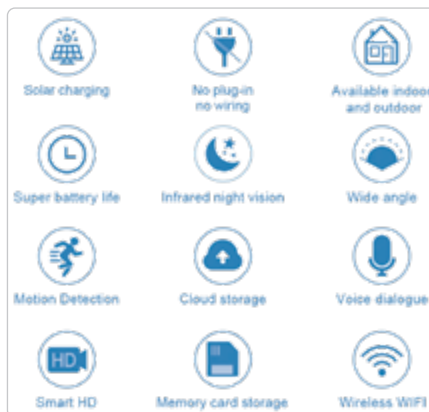 Solar charging
No plug-in
no wiring
Available indoor
and outdoor
Super battery life
Infrared night vision
Wide angle
Motion Detection
Cloud storage
Voice dialogue
HD
Smart HD
Memory card storage
Wireless WIFI